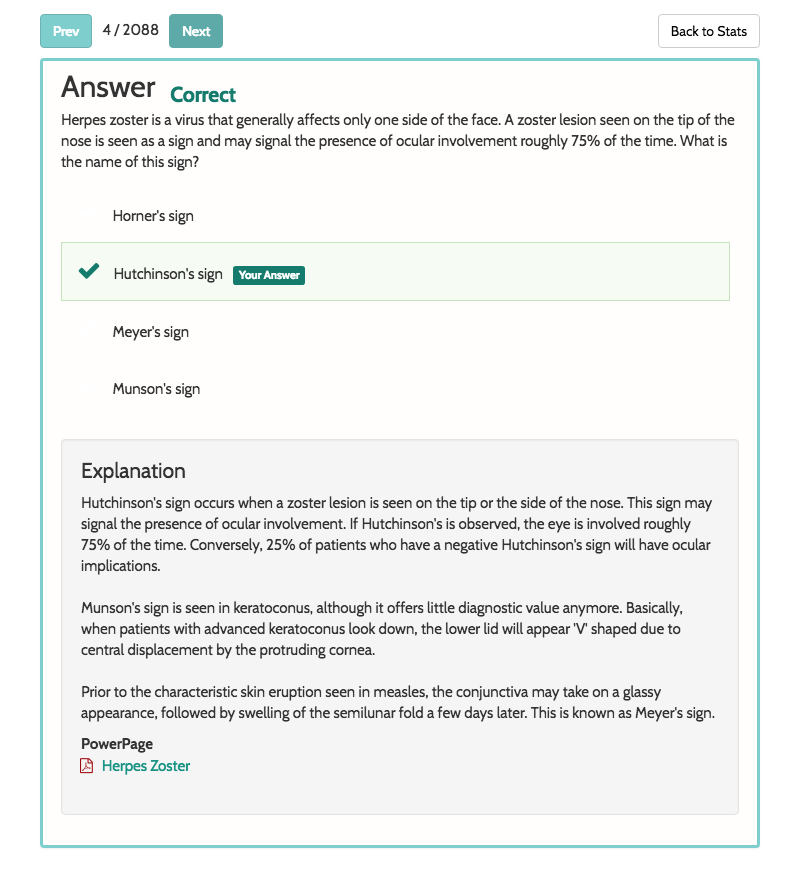 Prev 4 / 2088 Next Back to Stats
Answer Correct
Herpes zoster is a virus that generally affects only one side of the face. A zoster lesion seen on the tip of the
nose is seen as a sign and may signal the presence of ocular involvement roughly 75% of the time. What is
the name of this sign?
Horner's sign
Hutchinson's sign Your Answer
Meyer's sign
Munson's sign
Explanation
Hutchinson's sign occurs when a zoster lesion is seen on the tip or the side of the nose. This sign may
signal the presence of ocular involvement. If Hutchinson's is observed, the eye is involved roughly
75% of the time. Conversely, 25% of patients who have a negative Hutchinson's sign will have ocular
implications.
Munson's sign is seen in keratoconus, although it offers little diagnostic value anymore. Basically,
when patients with advanced keratoconus look down, the lower lid will appear 'V' shaped due to
central displacement by the protruding cornea.
Prior to the characteristic skin eruption seen in measles, the conjunctiva may take on a glassy
appearance, followed by swelling of the semilunar fold a few days later. This is known as Meyer's sign.
PowerPage
Herpes Zoster